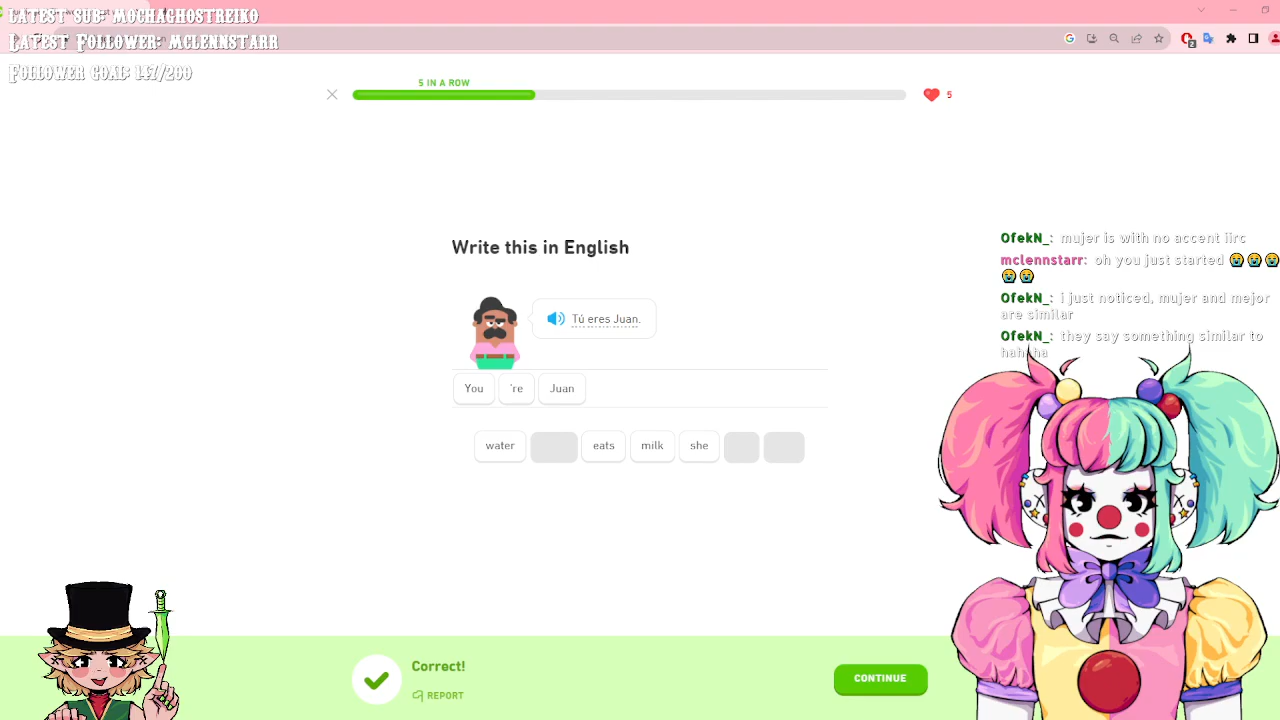 LATEST SUB: MOCHAGHOSTREIKO
LATEST FOLLOWER: MCLENNSTARR
FOLLOWER GOAL: 137/200
2
5 IN A ROW
5
Write this in English
Tú eres Juan.
You 're Juan
water eats milk she
OfekN_: mujer is with no accent iirc
mclennstarr: oh you just started 😭😭😭
😭😭
OfekN_: i just noticed, mujer and mejor
are similar
OfekN_: they say something similar to
hahaha
Correct!
REPORT
CONTINUE